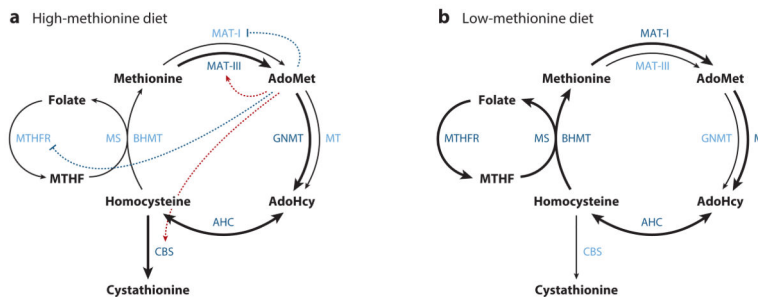 a High-methionine diet
MAT-I
Methionine
MAT-III
AdoMet
Folate
MTHFR
MS
BHMT
GNMT
MT
MTHF
Homocysteine
AdoHcy
AHC
CBS
Cystathionine
b Low-methionine diet
MAT-I
Methionine
MAT-III
AdoMet
Folate
MTHFR
MS
BHMT
GNMT
MTHF
Homocysteine
AdoHcy
AHC
CBS
Cystathionine